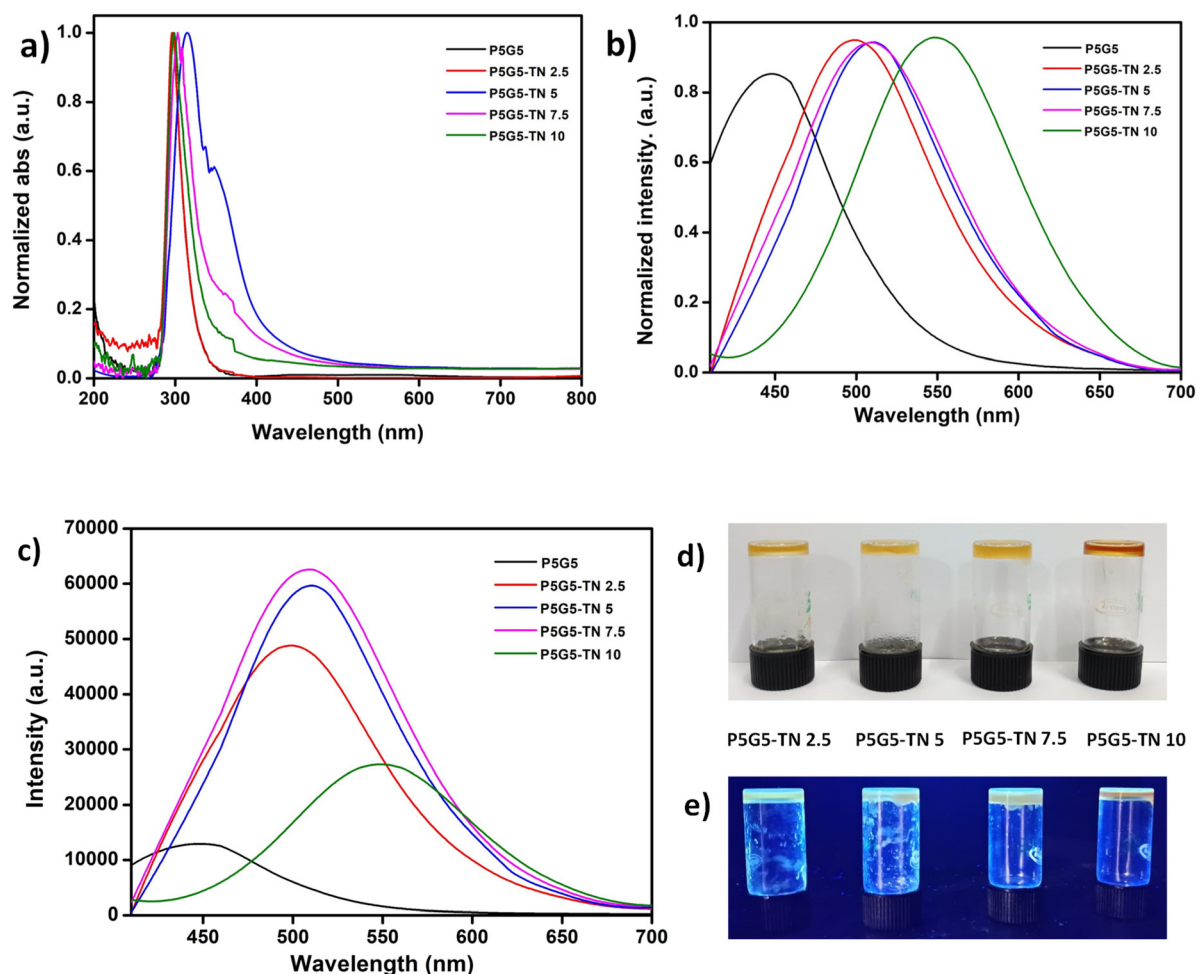 a)
Normalized abs (a.u.)
1.0
0.8
0.6
0.4
0.2
0.0
200 300 400 500 600 700 800
Wavelength (nm)
P5G5
P5G5-TN 2.5
P5G5-TN 5
P5G5-TN 7.5
P5G5-TN 10
b)
Normalized intensity. (a.u.)
1.0
0.8
0.6
0.4
0.2
0.0
450 500 550 600 650 700
Wavelength (nm)
P5G5
P5G5-TN 2.5
P5G5-TN 5
P5G5-TN 7.5
P5G5-TN 10
c)
Intensity (a.u.)
70000
60000
50000
40000
30000
20000
10000
0
450 500 550 600 650 700
Wavelength (nm)
P5G5
P5G5-TN 2.5
P5G5-TN 5
P5G5-TN 7.5
P5G5-TN 10
d)
P5G5-TN 2.5 P5G5-TN 5 P5G5-TN 7.5 P5G5-TN 10
e)